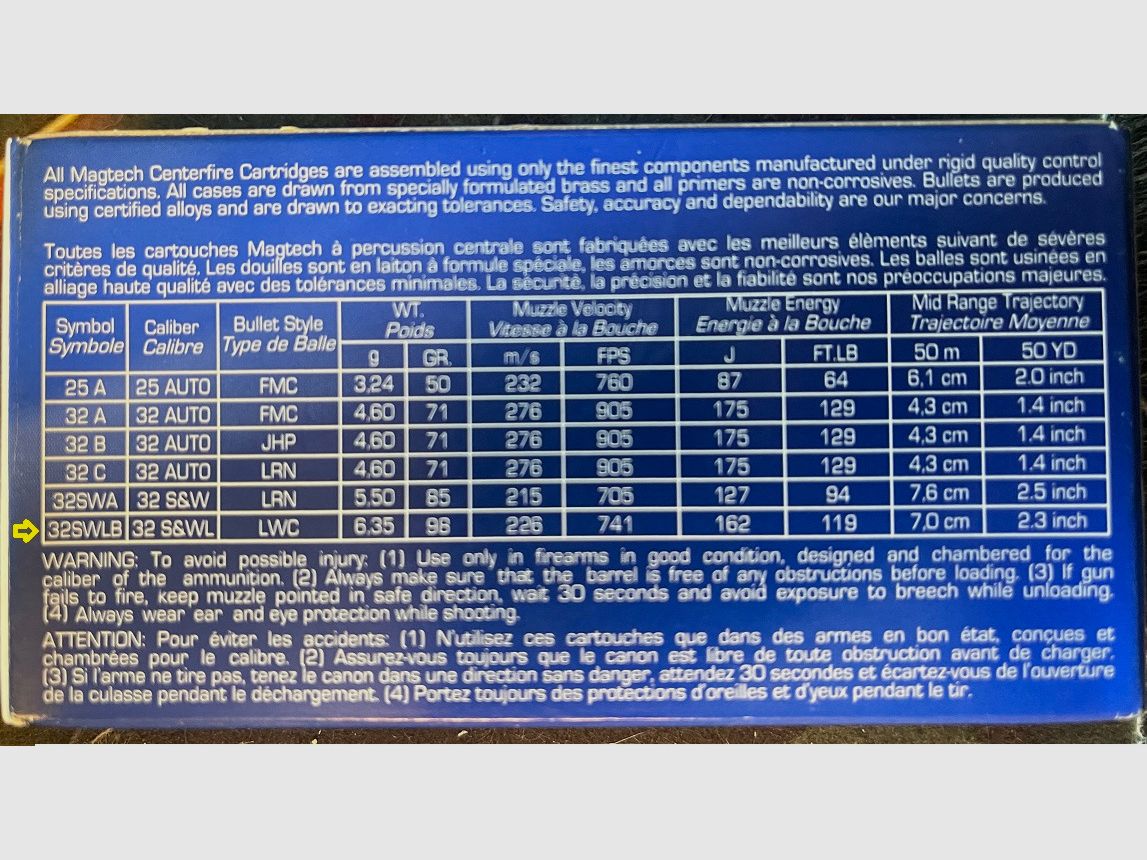 All Magtech Centerfire Cartridges are assembled using only the finest components manufactured under rigid quality control
specifications. All cases are drawn from specially formulated brass and all primers are non-corrosives. Bullets are produced
using certified alloys and are drawn to exacting tolerances. Safety, accuracy and dependability are our major concerns.
Toutes les cartouches Magtech à percussion centrale sont fabriquées avec les meilleurs élèments suivant de sévères
critères de qualité. Les douilles sont en laiton à formule spéciale, les amorces sont non-corrosives. Les balles sont usinées en
alliage haute qualité avec des tolérances minimales. La sécurité, la précision et la fiabilité sont nos préoccupations majeures.
Symbol Caliber Bullet Style WT. Muzzle Velocity Muzzle Energy Mid Range Trajectory
Symbole Calibre Type de Balle Poids Vitesse à la Bouche Energie à la Bouche Trajectoire Moyenne
g GR. m/s FPS J FT.LB 50 m 50 YD
25 A 25 AUTO FMC 3,24 50 232 760 87 64 6,1 cm 2.0 inch
32 A 32 AUTO FMC 4,60 71 276 905 175 129 4,3 cm 1.4 inch
32 B 32 AUTO JHP 4,60 71 276 905 175 129 4,3 cm 1.4 inch
32 C 32 AUTO LRN 4,60 71 276 905 175 129 4,3 cm 1.4 inch
32SWA 32 S&W LRN 5,50 85 215 705 127 94 7,6 cm 2.5 inch
32SWLB 32 S&WL LWC 6,35 98 226 741 162 119 7,0 cm 2.3 inch
WARNING: To avoid possible injury: (1) Use only in firearms in good condition, designed and chambered for the
caliber of the ammunition. (2) Always make sure that the barrel is free of any obstructions before loading. (3) If gun
fails to fire, keep muzzle pointed in safe direction, wait 30 seconds and avoid exposure to breech while unloading.
(4) Always wear ear and eye protection while shooting.
ATTENTION: Pour éviter les accidents: (1) N'utilisez ces cartouches que dans des armes en bon état, conçues et
chambrées pour le calibre. (2) Assurez-vous toujours que le canon est libre de toute obstruction avant de charger.
(3) Si l'arme ne tire pas, tenez le canon dans une direction sans danger, attendez 30 secondes et écartez-vous de l'ouverture
de la culasse pendant le déchargement. (4) Portez toujours des protections d'oreilles et d'yeux pendant le tir.